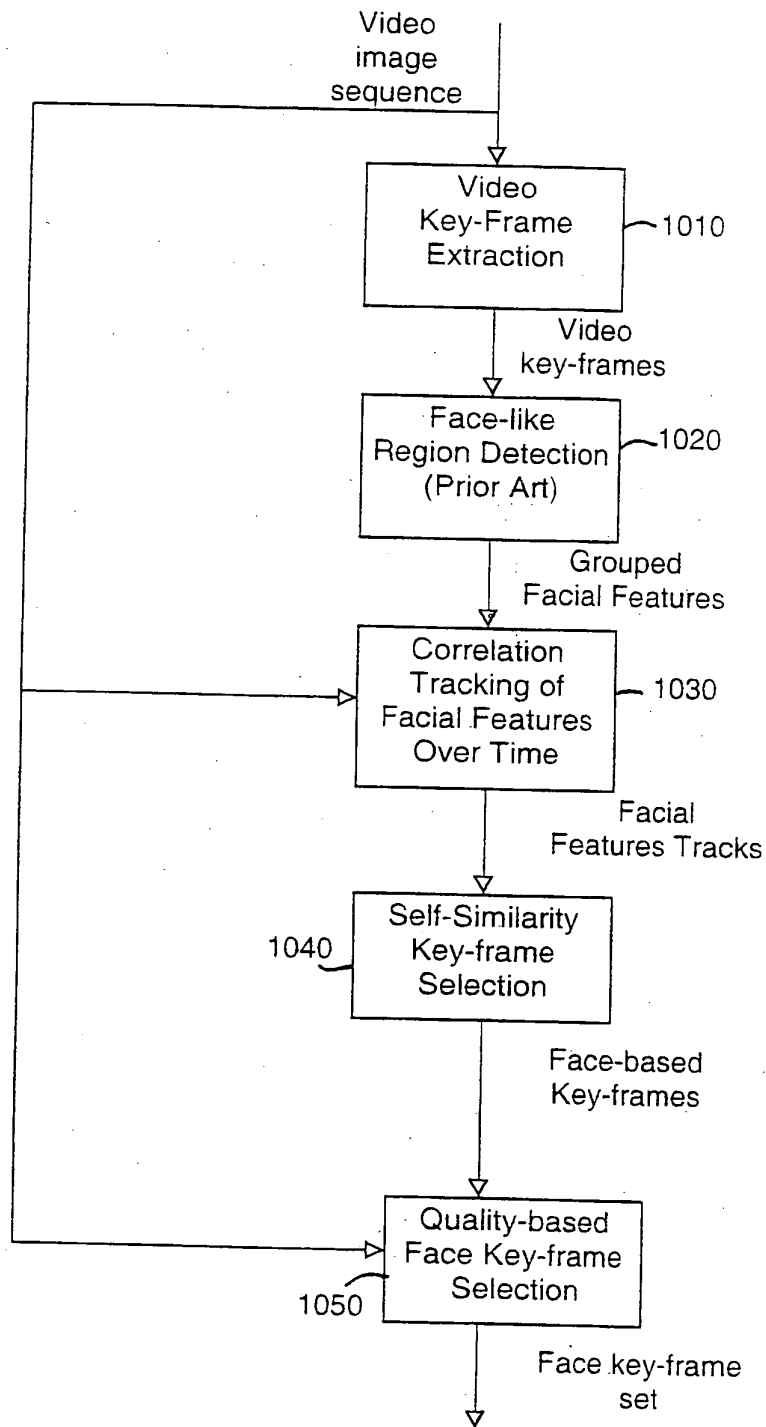 Video
image
sequence
Video
Key-Frame
Extraction
1010
Video
key-frames
Face-like
Region Detection
(Prior Art)
1020
Grouped
Facial Features
Correlation
Tracking of
Facial Features
Over Time
1030
Facial
Features Tracks
1040
Self-Similarity
Key-frame
Selection
Face-based
Key-frames
Quality-based
Face Key-frame
Selection
1050
Face key-frame
set